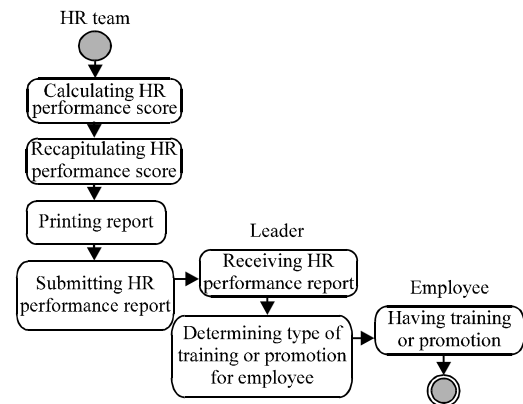 HR team
Calculating HR
performance score
Recapitulating HR
performance score
Printing report
Submitting HR
performance report
Leader
Receiving HR
performance report
Determining type of
training or promotion
for employee
Employee
Having training
or promotion